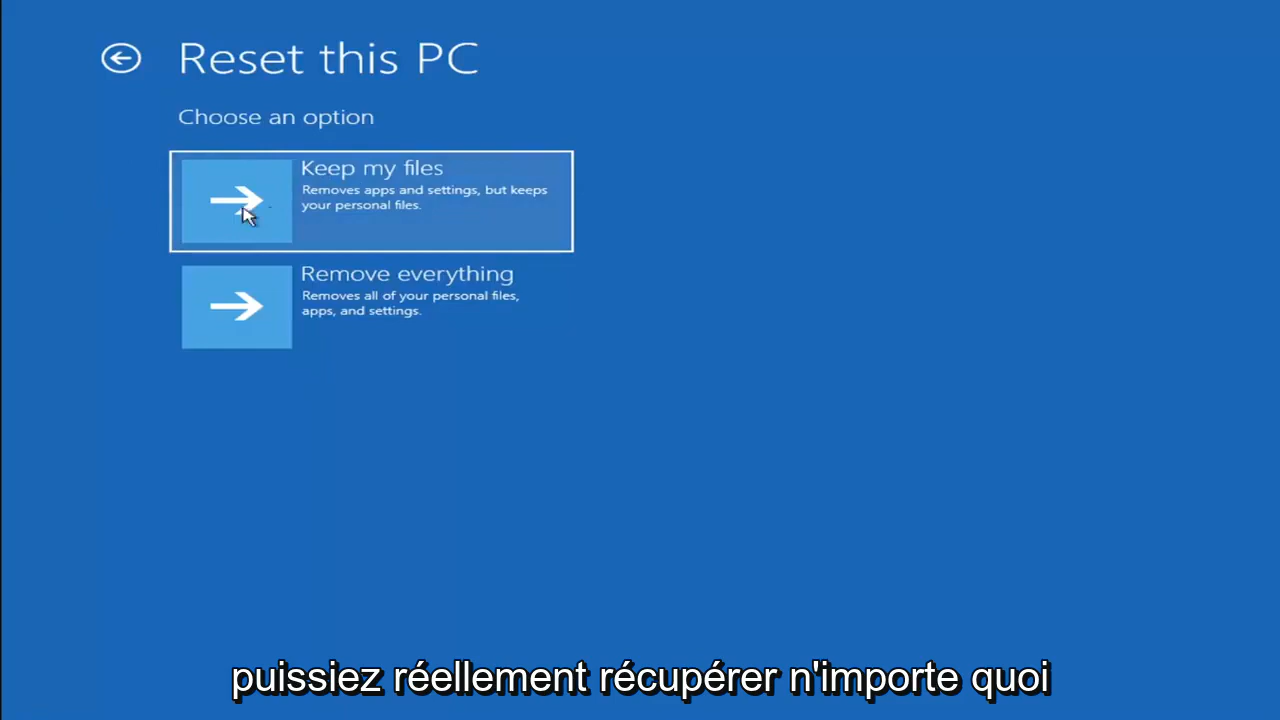 Reset this PC
Choose an option
Keep my files
Removes apps and settings, but keeps
your personal files.
Remove everything
Removes all of your personal files,
apps, and settings.
puissiez réellement récupérer n'importe quoi